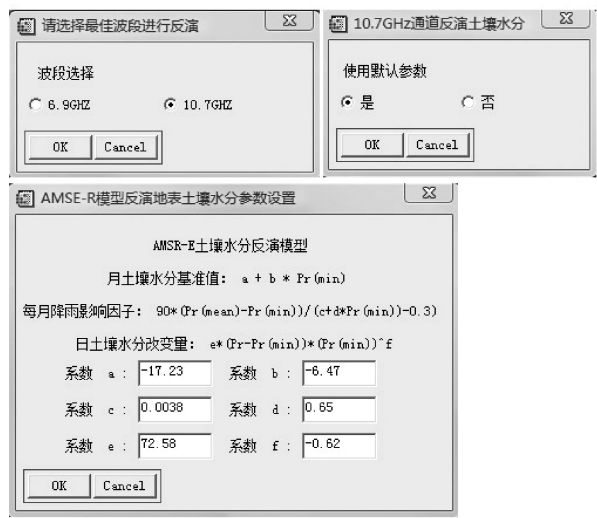 请选择最佳波段进行反演
波段选择
6.9GHZ 10.7GHZ
OK Cancel
10.7GHz通道反演土壤水分
使用默认参数
是 否
OK Cancel
AMSE-R模型反演地表土壤水分参数设置
AMSR-E土壤水分反演模型
月土壤水分基准值: a + b * Pr(min)
每月降雨影响因子: 90*(Pr(mean)-Pr(min))/(c+d*Pr(min))-0.3)
日土壤水分改变量: e*(Pr-Pr(min))*(Pr(min))^f
系数 a: -17.23 系数 b: -6.47
系数 c: 0.0038 系数 d: 0.65
系数 e: 72.58 系数 f: -0.62
OK Cancel